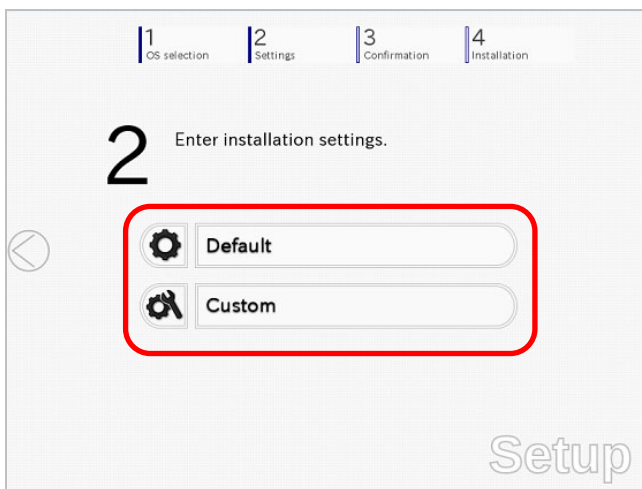 1 2 3 4
OS selection Settings Confirmation Installation
2 Enter installation settings.
Default
Custom
Setup